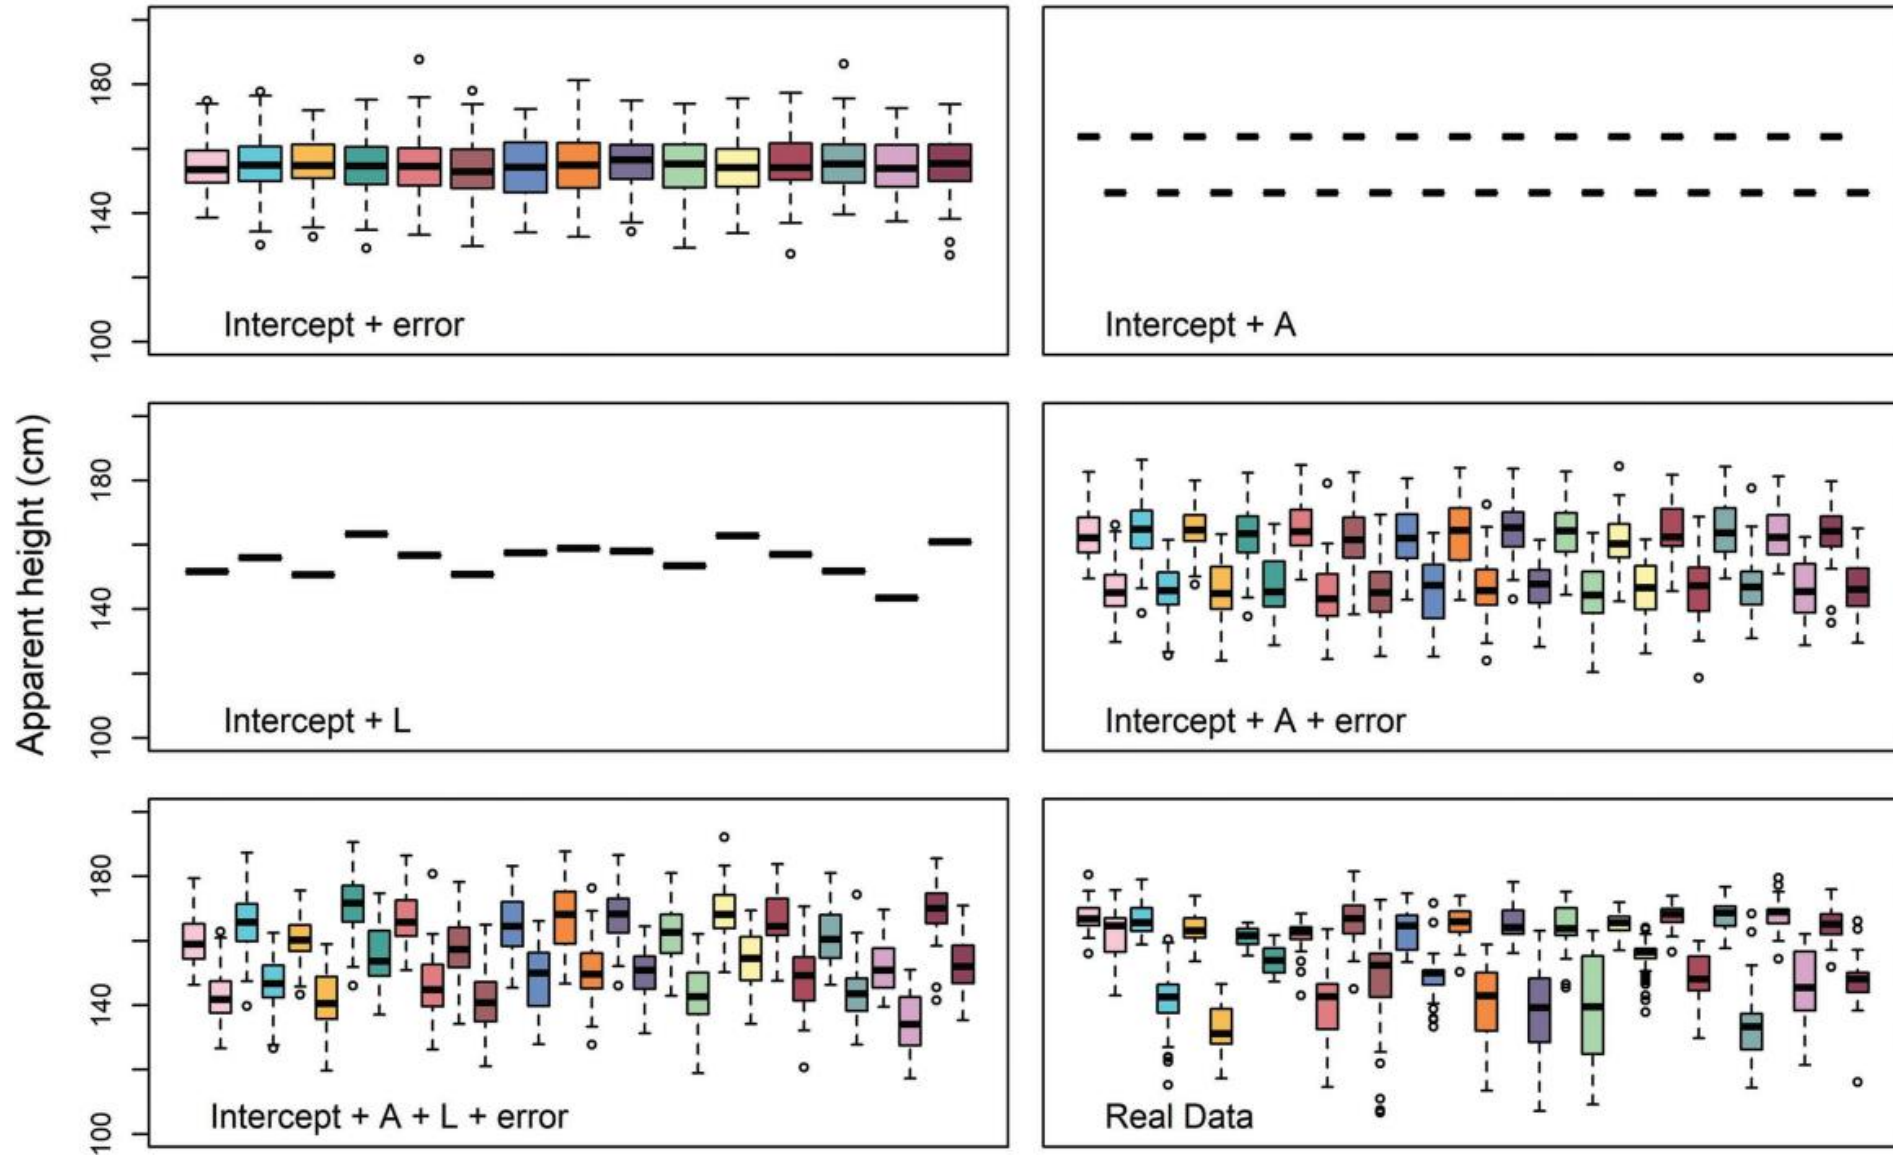 Apparent height (cm)
180
140
100
Intercept + error
Intercept + A
180
140
100
Intercept + L
Intercept + A + error
180
140
100
Intercept + A + L + error
Real Data